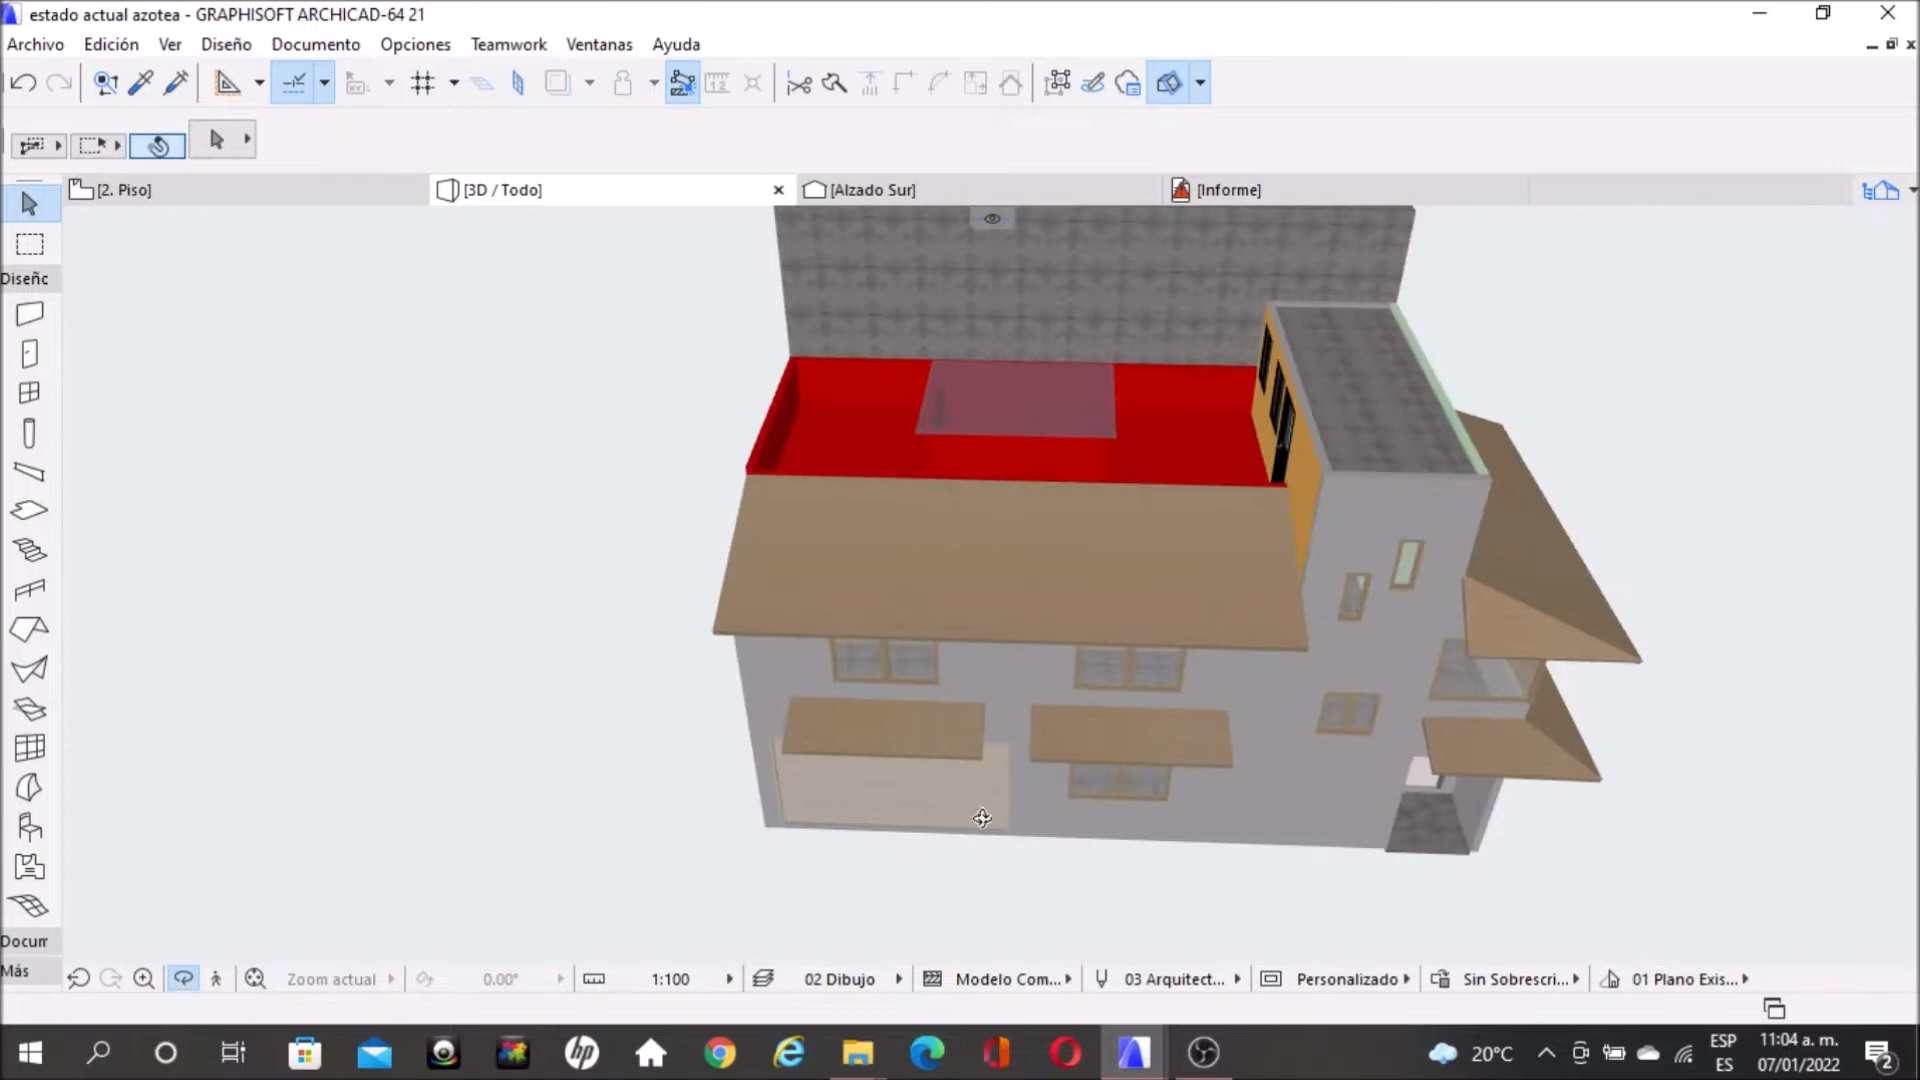 estado actual azotea - GRAPHISOFT ARCHICAD-64 21
Archivo Edición Ver Diseño Documento Opciones Teamwork Ventanas Ayuda
[2. Piso] [3D / Todo] [Alzado Sur] [Informe]
Diseñc
Docum
Más
Zoom actual 0.00° 1:100 02 Dibujo Modelo Com... 03 Arquitect... Personalizado Sin Sobrescri... 01 Plano Exis...
20°C ESP ES 11:04 a. m. 07/01/2022 2